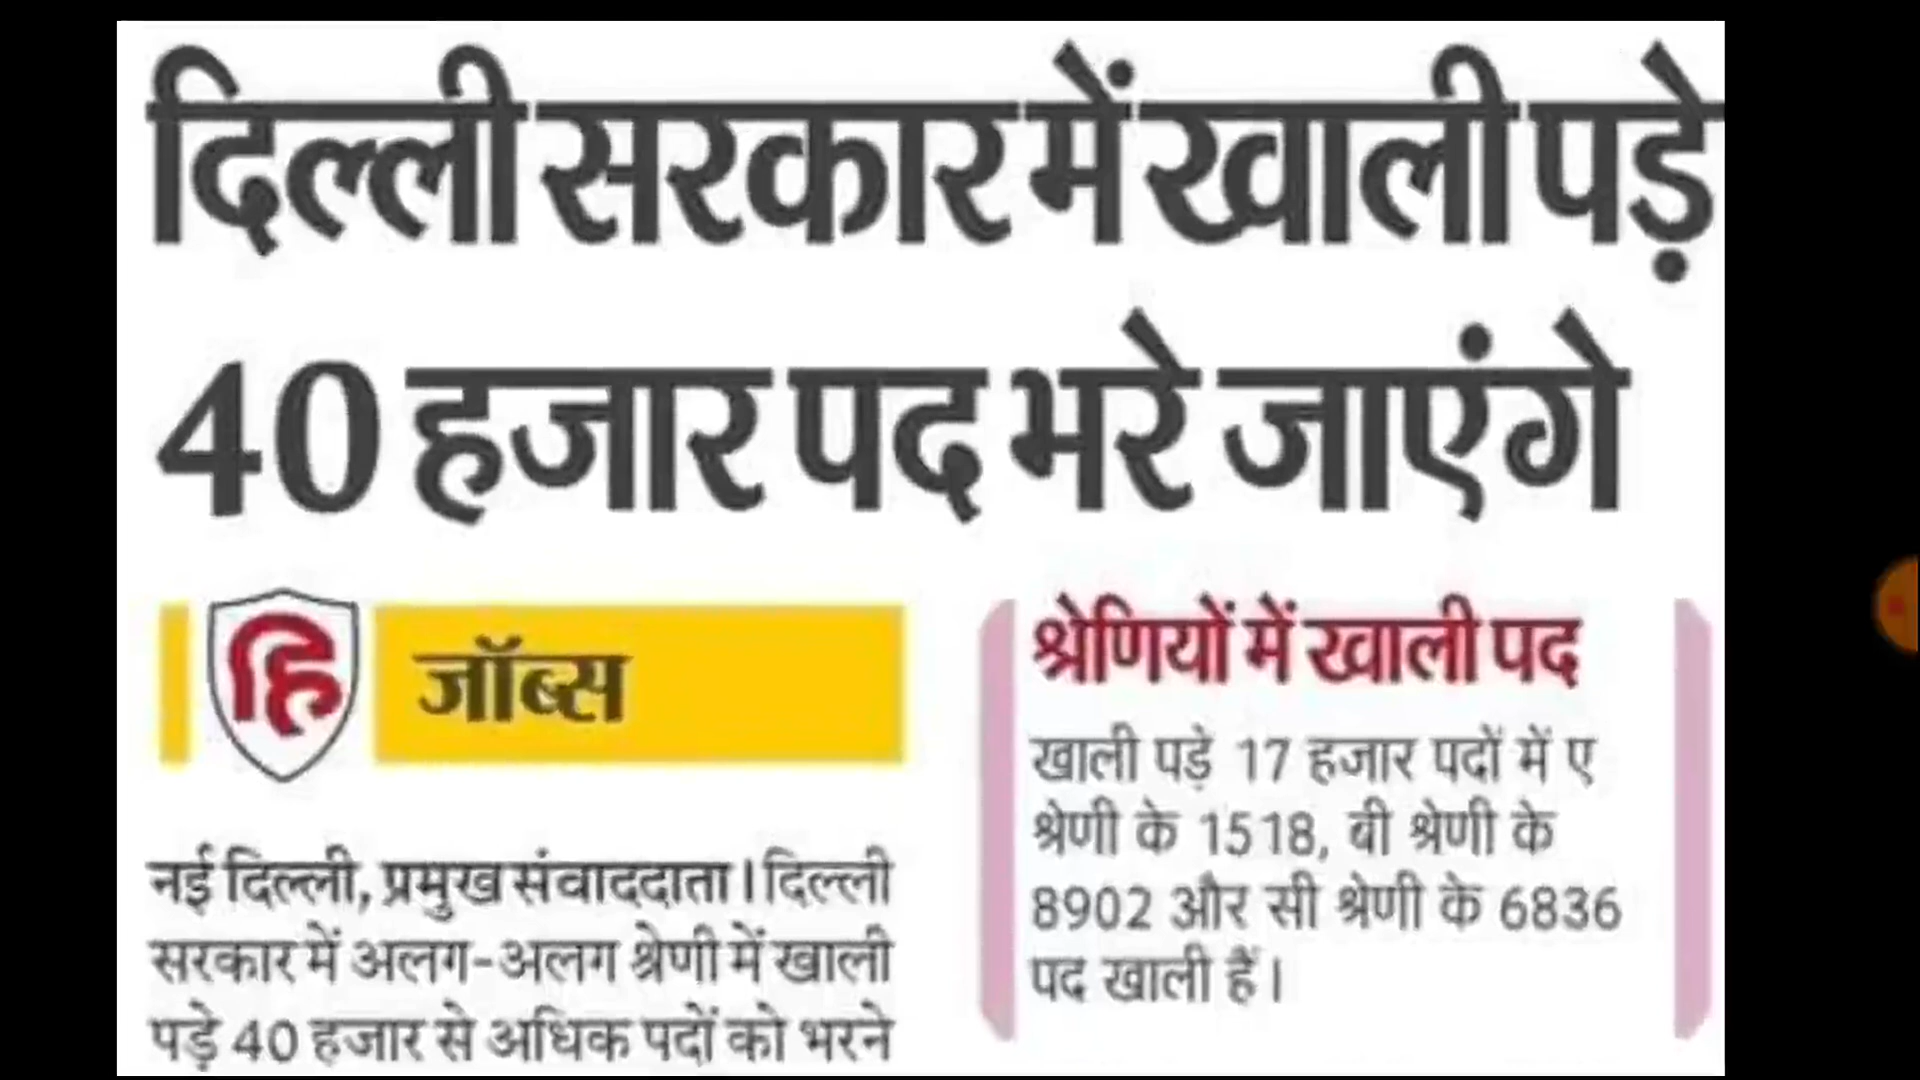 दिल्ली सरकार में खाली पड़े
40 हजार पद भरे जाएंगे
हि
जॉब्स
नई दिल्ली, प्रमुख संवाददाता। दिल्ली
सरकार में अलग-अलग श्रेणी में खाली
पड़े 40 हजार से अधिक पदों को भरने
श्रेणियों में खाली पद
खाली पड़े 17 हजार पदों में ए
श्रेणी के 1518, बी श्रेणी के
8902 और सी श्रेणी के 6836
पद खाली हैं।